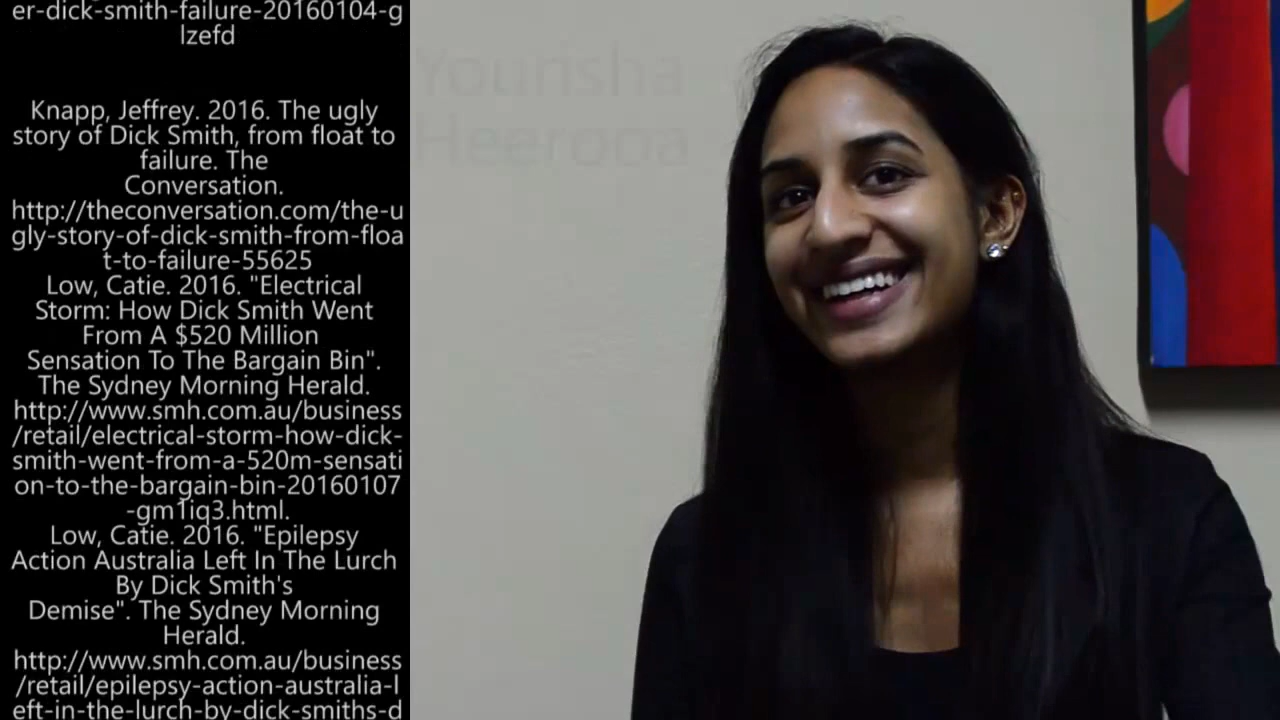 er-dick-smith-failure-20160104-g
lzefd
Knapp, Jeffrey. 2016. The ugly
story of Dick Smith, from float to
failure. The
Conversation.
http://theconversation.com/the-u
gly-story-of-dick-smith-from-floa
t-to-failure-55625
Low, Catie. 2016. "Electrical
Storm: How Dick Smith Went
From A $520 Million
Sensation To The Bargain Bin".
The Sydney Morning Herald.
http://www.smh.com.au/business
/retail/electrical-storm-how-dick-
smith-went-from-a-520m-sensati
on-to-the-bargain-bin-20160107
-gm1iq3.html.
Low, Catie. 2016. "Epilepsy
Action Australia Left In The Lurch
By Dick Smith's
Demise". The Sydney Morning
Herald.
http://www.smh.com.au/business
/retail/epilepsy-action-australia-l
eft-in-the-lurch-by-dick-smiths-d
Younsha
Heerooa